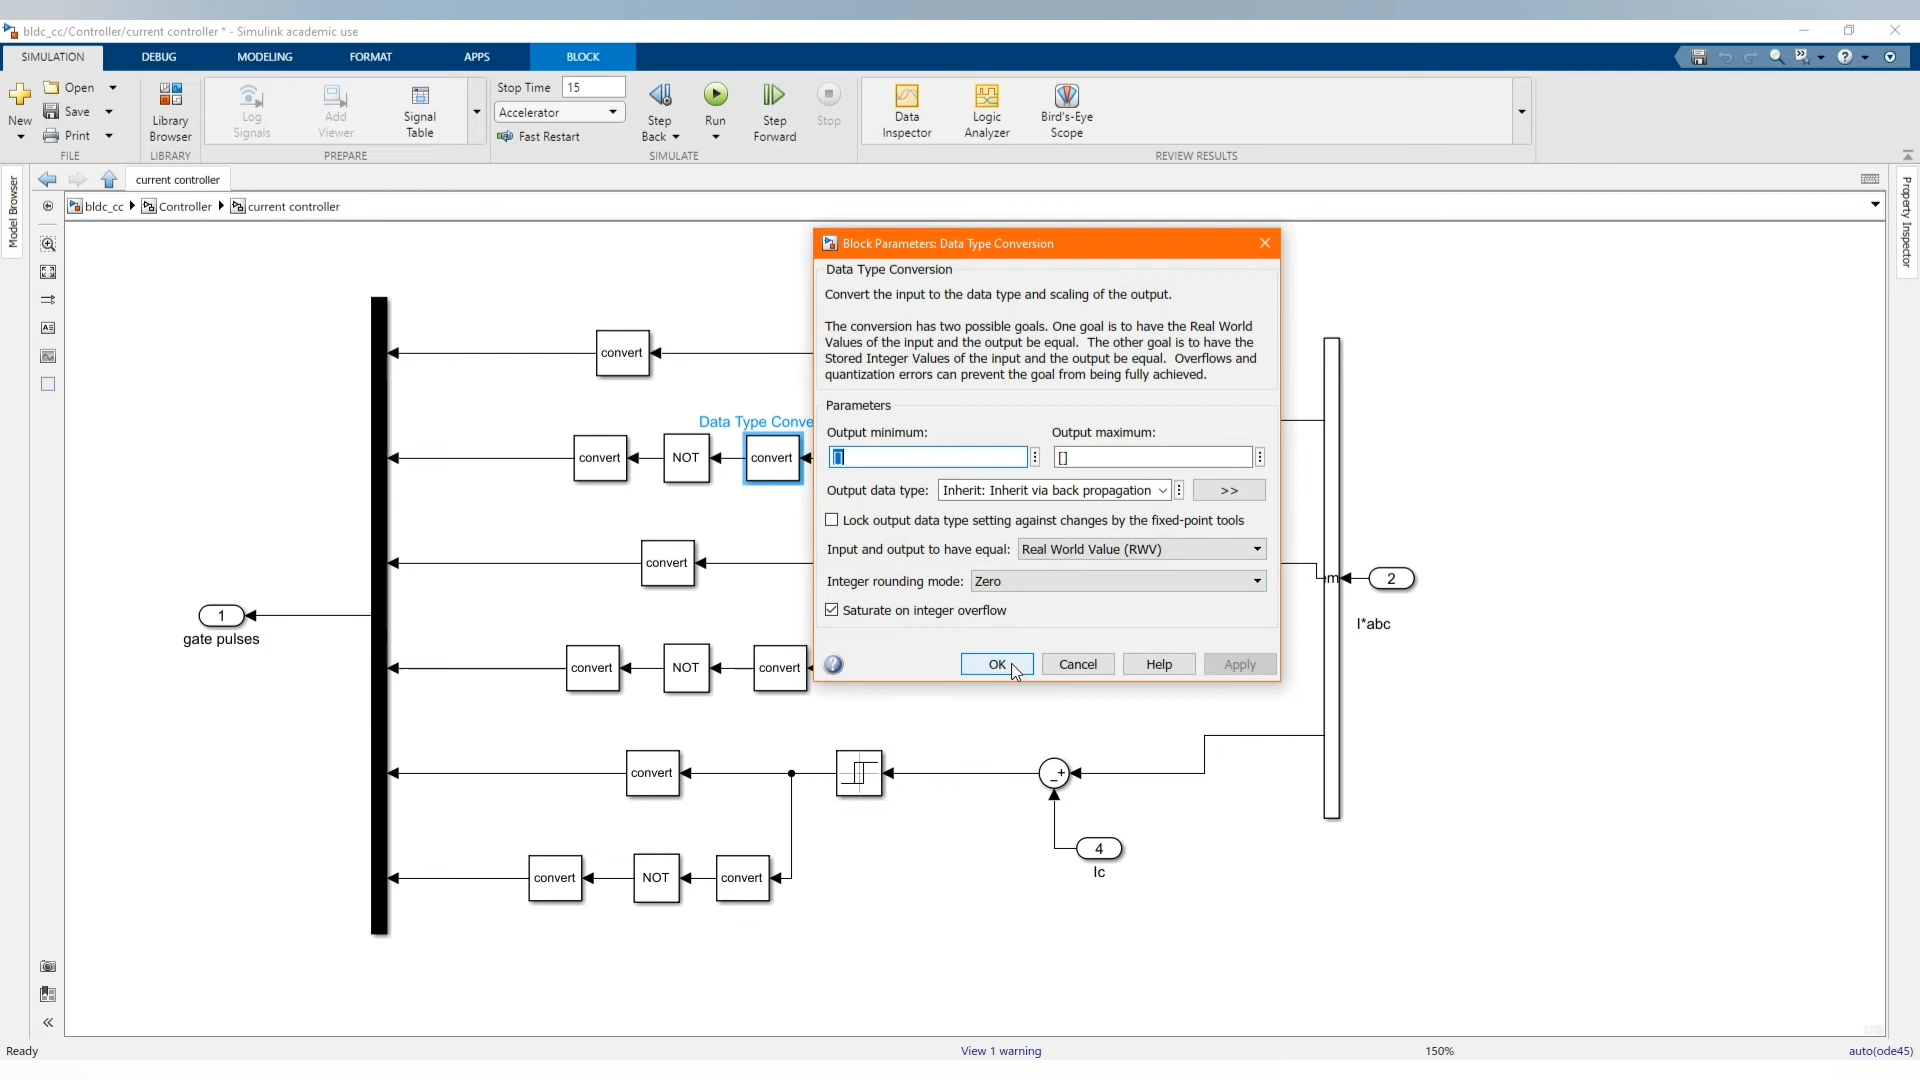 bldc_cc/Controller/current controller * - Simulink academic use
SIMULATION
DEBUG
MODELING
FORMAT
APPS
BLOCK
New
Open
Save
Print
FILE
Library
Browser
LIBRARY
Log
Signals
Add
Viewer
Signal
Table
PREPARE
Stop Time
15
Accelerator
Fast Restart
Step
Back
Run
Step
Forward
Stop
SIMULATE
Data
Inspector
Logic
Analyzer
Bird's-Eye
Scope
REVIEW RESULTS
Model Browser
Property Inspector
current controller
bldc_cc
Controller
current controller
convert
Data Type Conve
convert
NOT
convert
convert
1
gate pulses
convert
NOT
convert
convert
convert
NOT
convert
_+
4
Ic
2
I*abc
Block Parameters: Data Type Conversion
Data Type Conversion
Convert the input to the data type and scaling of the output.
The conversion has two possible goals. One goal is to have the Real World
Values of the input and the output be equal. The other goal is to have the
Stored Integer Values of the input and the output be equal. Overflows and
quantization errors can prevent the goal from being fully achieved.
Parameters
Output minimum:
Output maximum:
[]
[]
Output data type:
Inherit: Inherit via back propagation
>>
Lock output data type setting against changes by the fixed-point tools
Input and output to have equal:
Real World Value (RWV)
Integer rounding mode:
Zero
Saturate on integer overflow
OK
Cancel
Help
Apply
Ready
View 1 warning
150%
auto(ode45)